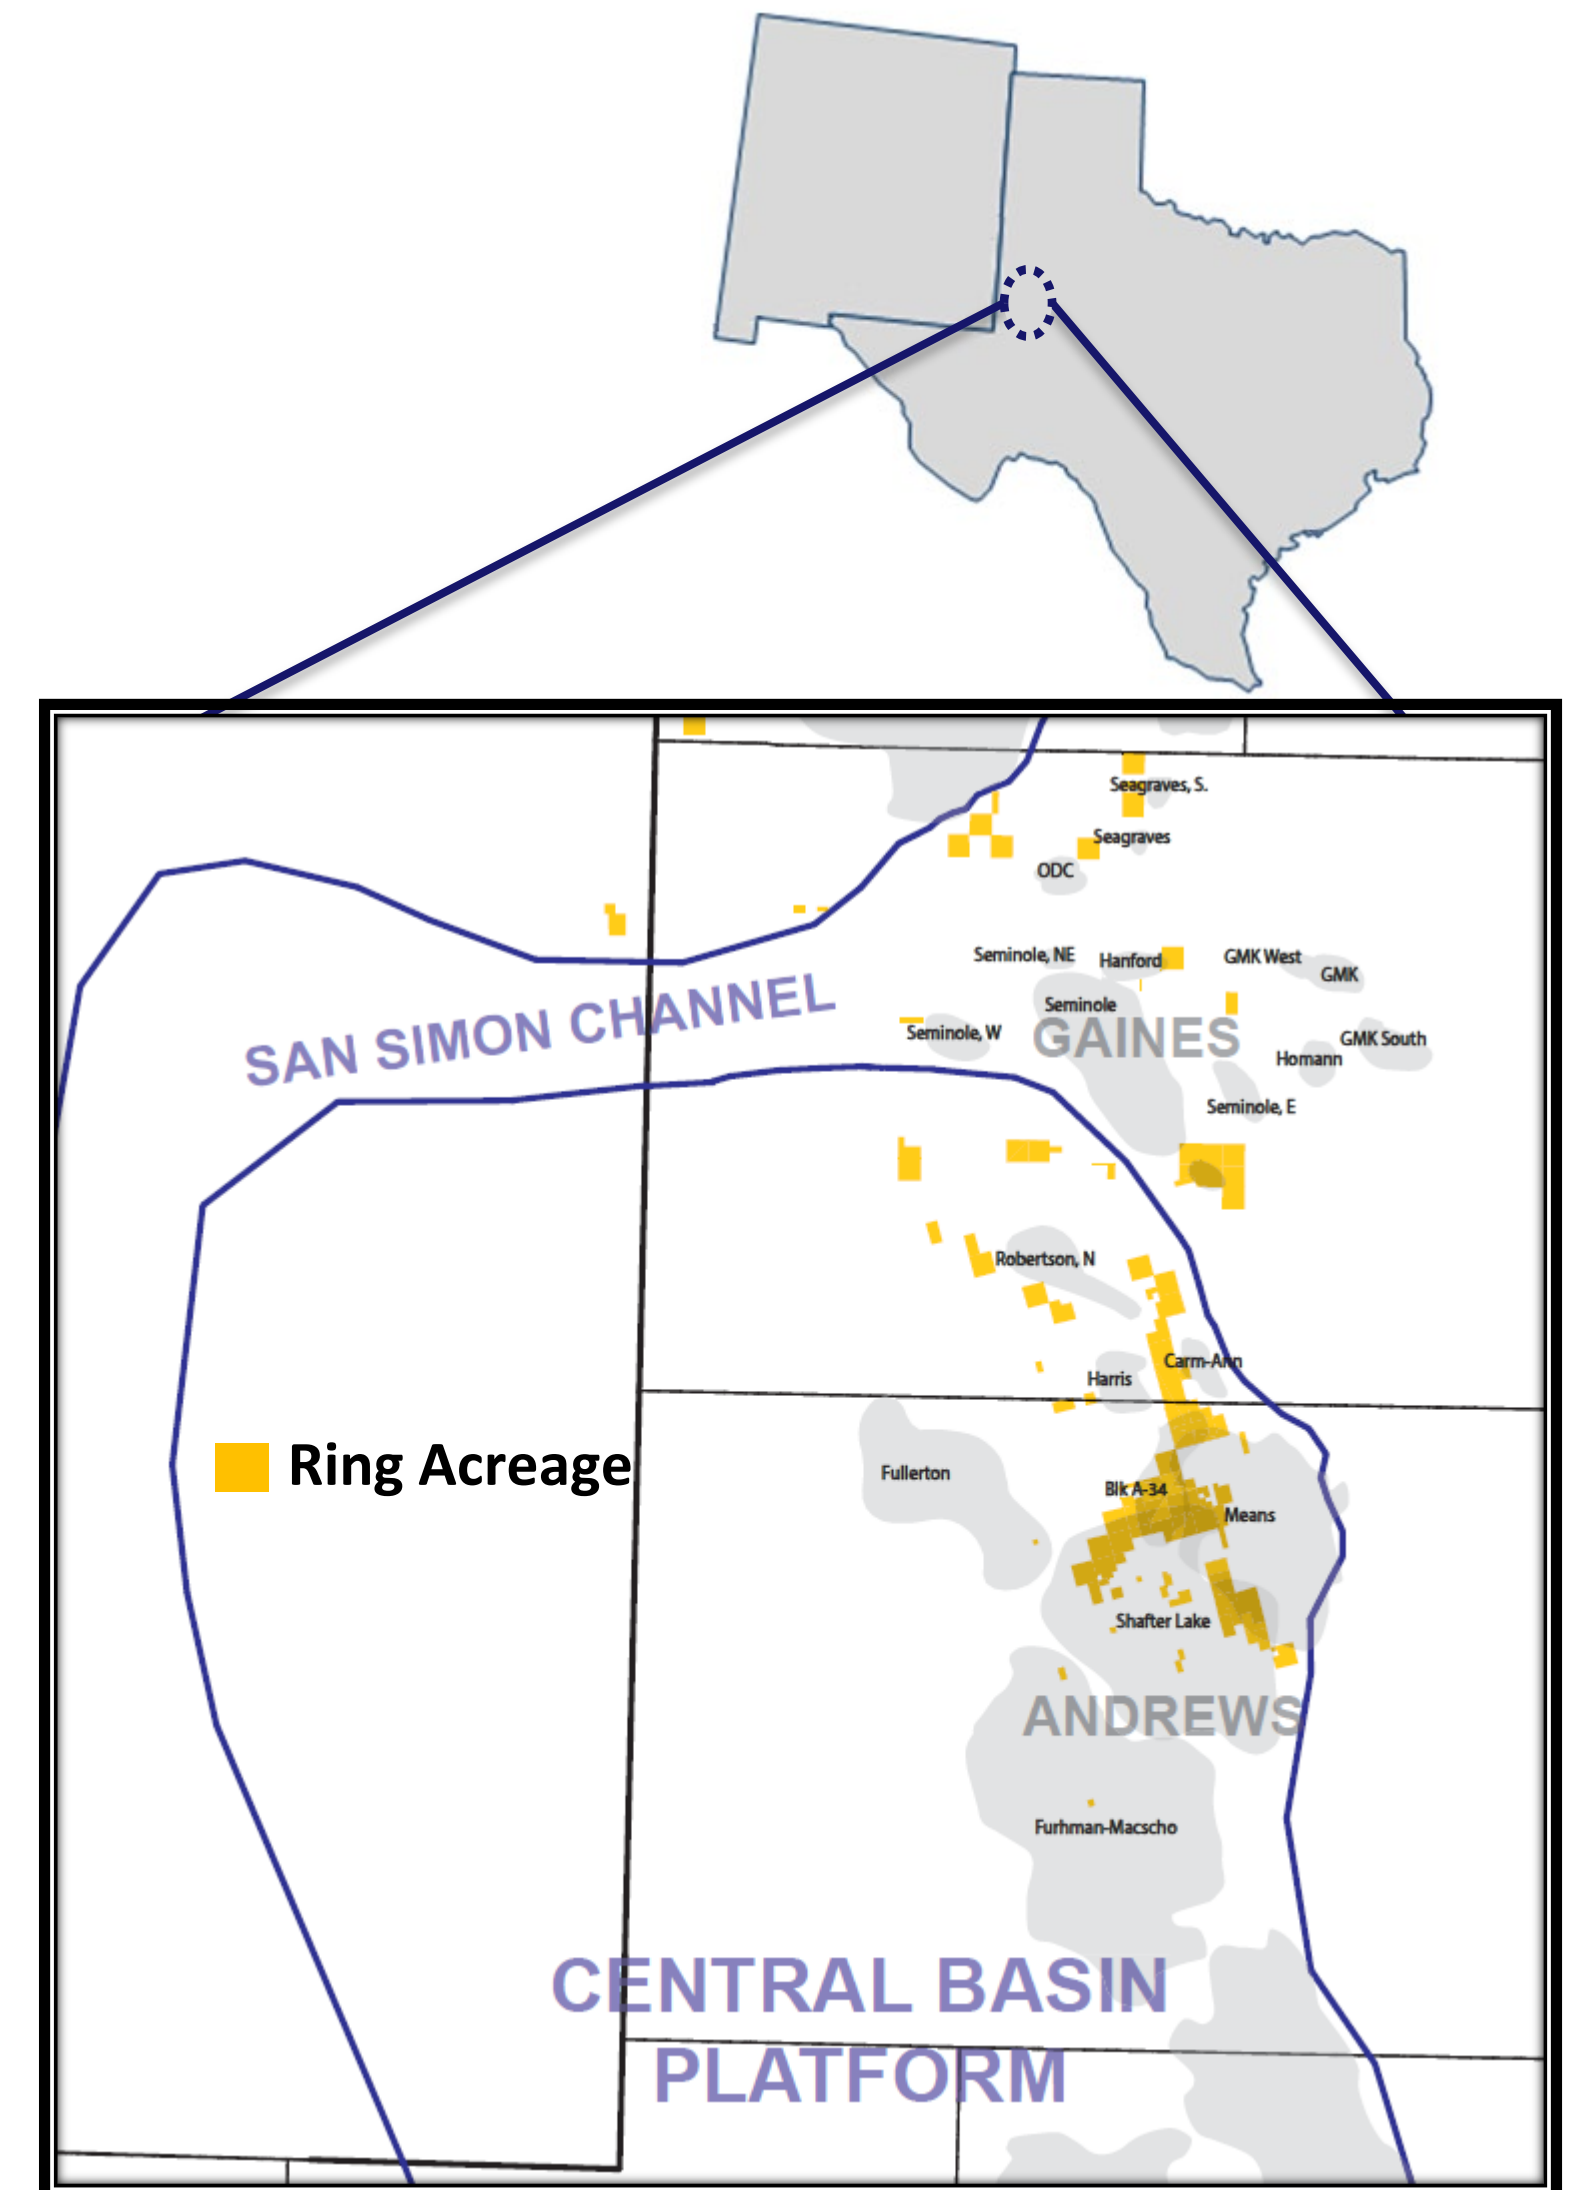 Seagraves, S.
Seagraves
ODC
Seminole, NE
Hanford
GMK West
GMK
SAN SIMON CHANNEL
Seminole
Seminole, W
GAINES
GMK South
Homann
Seminole, E
Robertson, N
Carm-Ann
Harris
Ring Acreage
Fullerton
Blk A-34
Means
Shafter Lake
ANDREWS
Furhman-Macscho
CENTRAL BASIN
PLATFORM